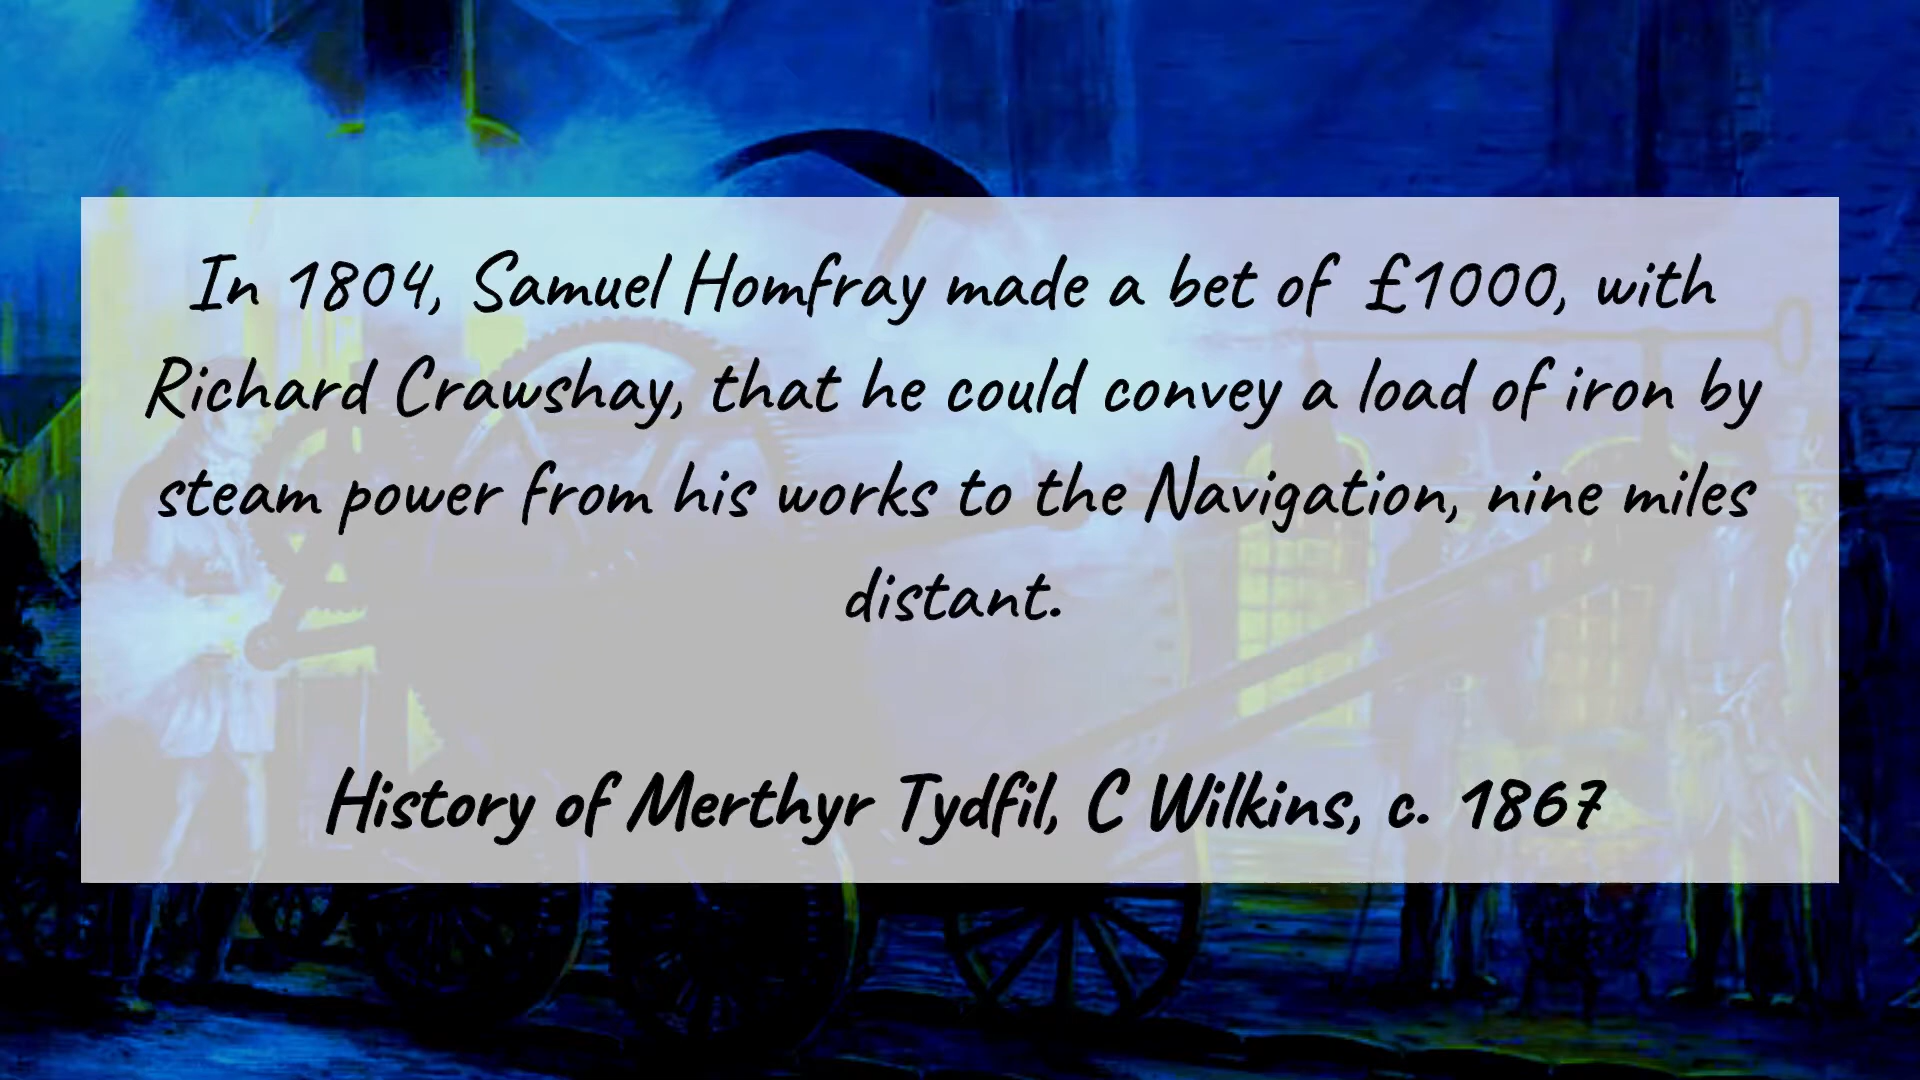 In 1804, Samuel Homfray made a bet of £1000, with
Richard Crawshay, that he could convey a load of iron by
steam power from his works to the Navigation, nine miles
distant.
History of Merthyr Tydfil, C Wilkins, c. 1867